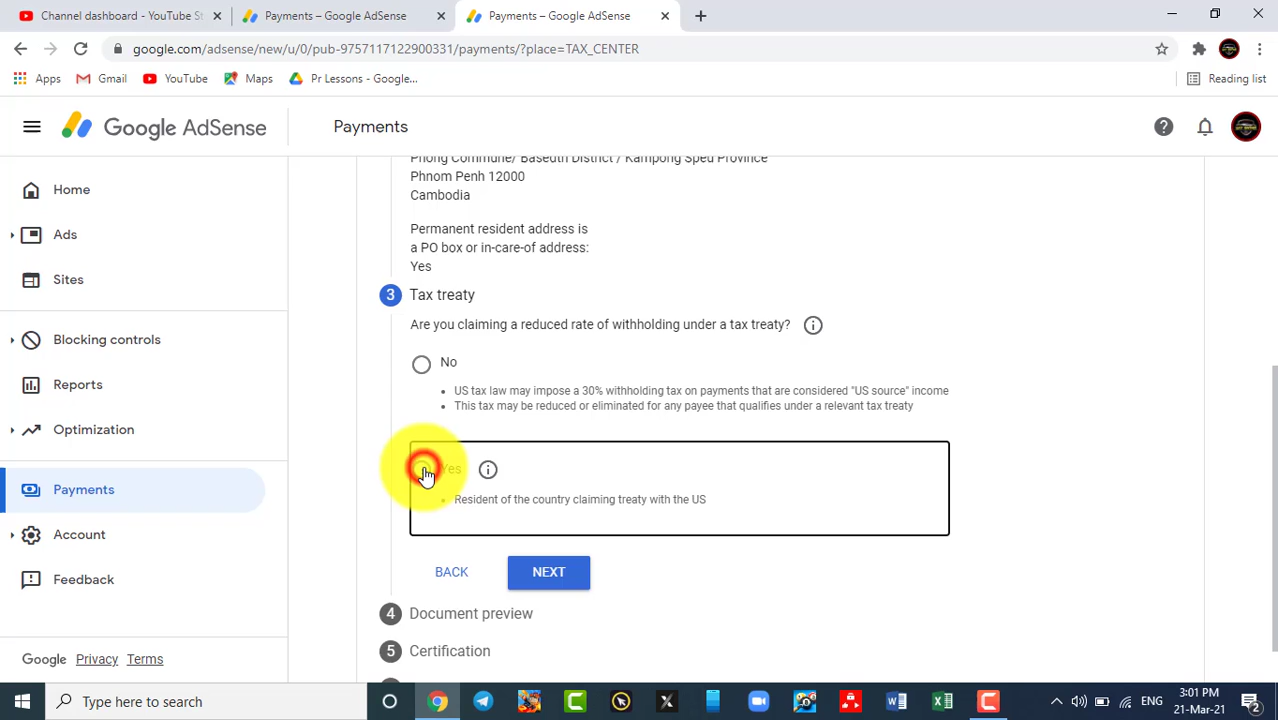 Channel dashboard - YouTube St
Payments – Google AdSense
Payments – Google AdSense
google.com/adsense/new/u/0/pub-9757117122900331/payments/?place=TAX_CENTER
Apps
Gmail
YouTube
Maps
Pr Lessons - Google...
Reading list
Google AdSense
Payments
Home
Ads
Sites
Blocking controls
Reports
Optimization
Payments
Account
Feedback
Google Privacy Terms
Phong Commune/ Baseuth District / Kampong Speu Province
Phnom Penh 12000
Cambodia
Permanent resident address is
a PO box or in-care-of address:
Yes
3 Tax treaty
Are you claiming a reduced rate of withholding under a tax treaty?
No
• US tax law may impose a 30% withholding tax on payments that are considered "US source" income
• This tax may be reduced or eliminated for any payee that qualifies under a relevant tax treaty
Yes
• Resident of the country claiming treaty with the US
BACK NEXT
4 Document preview
5 Certification
Type here to search
ENG
3:01 PM
21-Mar-21
2